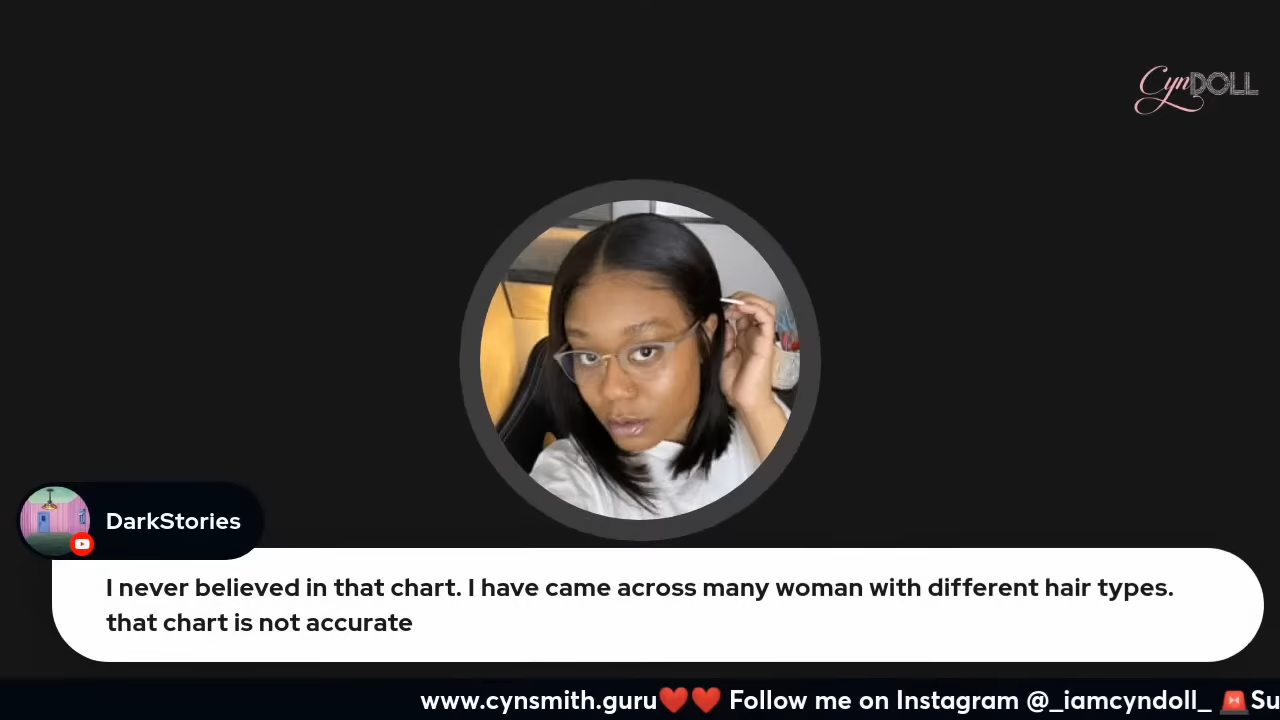 CynDOLL
DarkStories
I never believed in that chart. I have came across many woman with different hair types.
that chart is not accurate
www.cynsmith.guru❤️❤️ Follow me on Instagram @_iamcyndoll_ 🚨Su